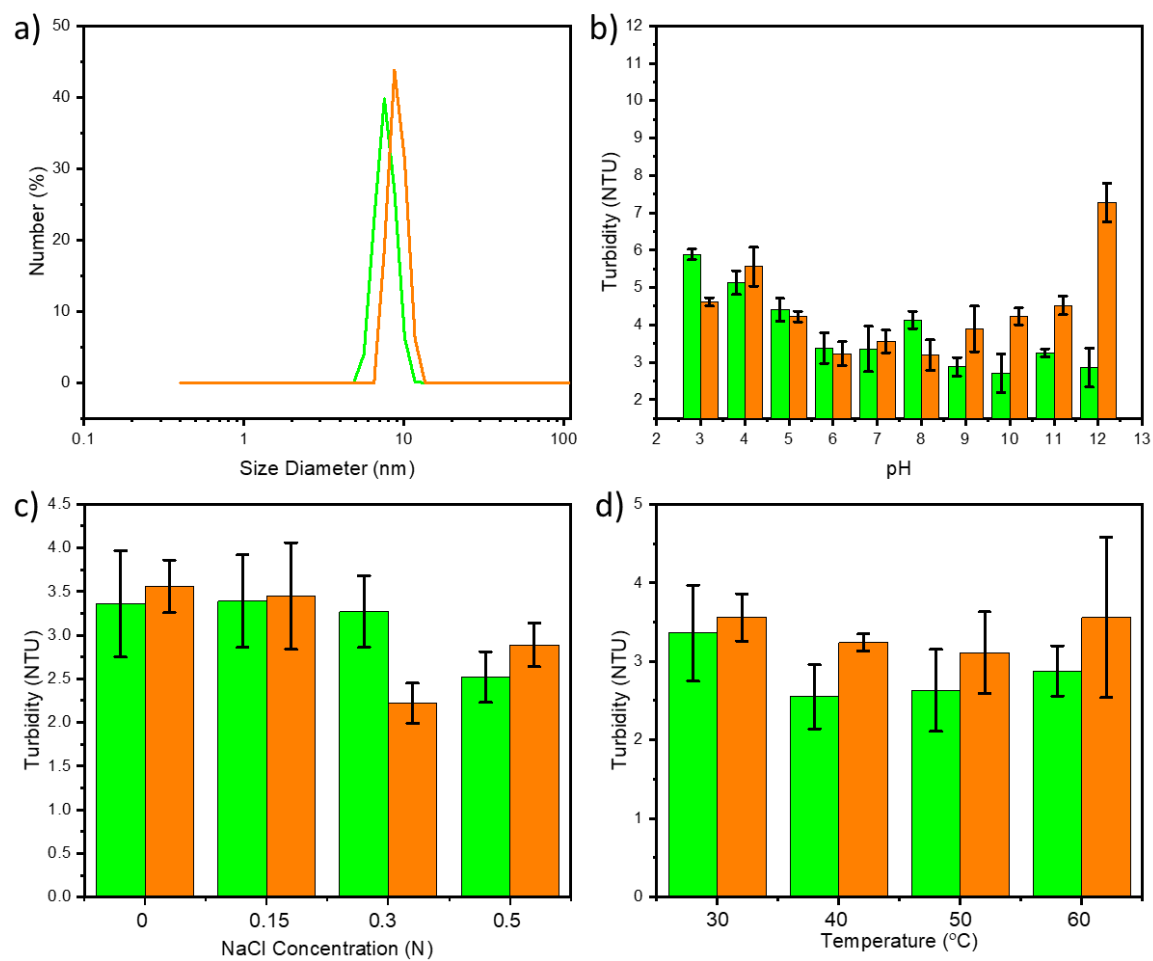 a)
50
40
30
20
10
0
Number (%)
0.1 1 10 100
Size Diameter (nm)
b)
12
11
10
9
8
7
6
5
4
3
2
Turbidity (NTU)
2 3 4 5 6 7 8 9 10 11 12 13
pH
c)
4.5
4.0
3.5
3.0
2.5
2.0
1.5
1.0
0.5
0.0
Turbidity (NTU)
0 0.15 0.3 0.5
NaCl Concentration (N)
d)
5
4
3
2
1
0
Turbidity (NTU)
30 40 50 60
Temperature (°C)